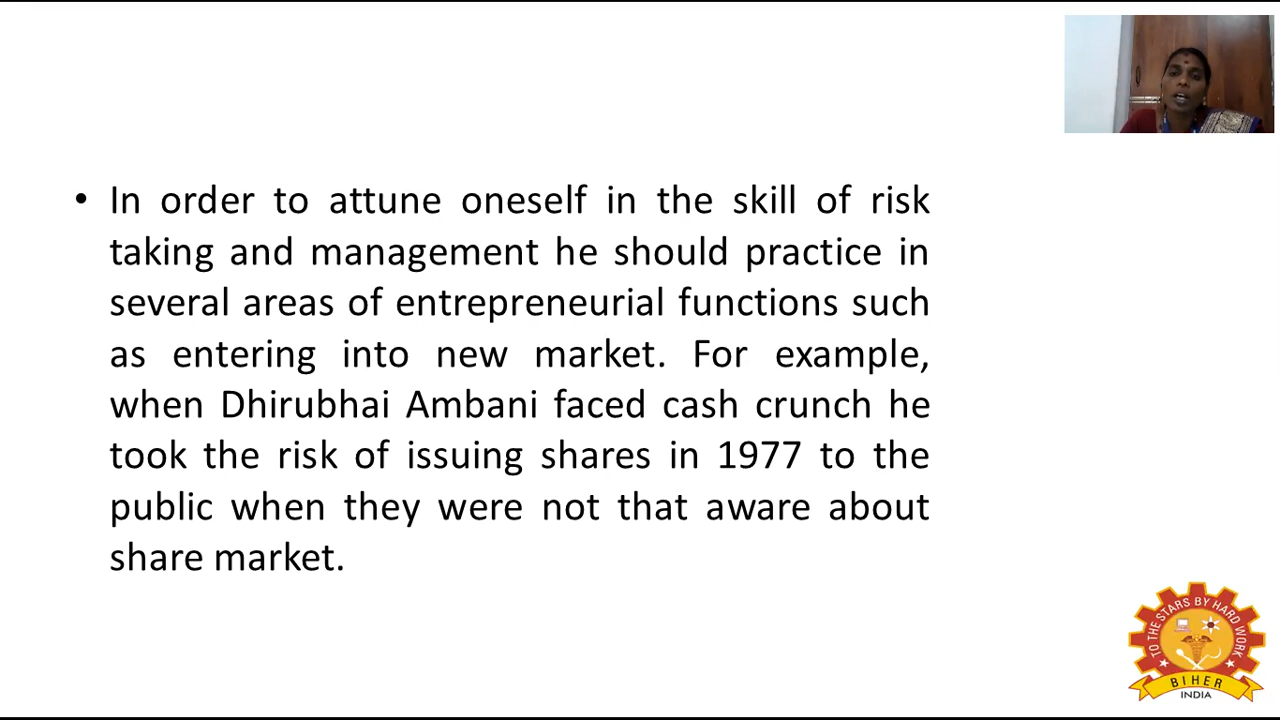 • In order to attune oneself in the skill of risk
taking and management he should practice in
several areas of entrepreneurial functions such
as entering into new market. For example,
when Dhirubhai Ambani faced cash crunch he
took the risk of issuing shares in 1977 to the
public when they were not that aware about
share market.
TO THE STARS BY HARD WORK
BIHER
INDIA